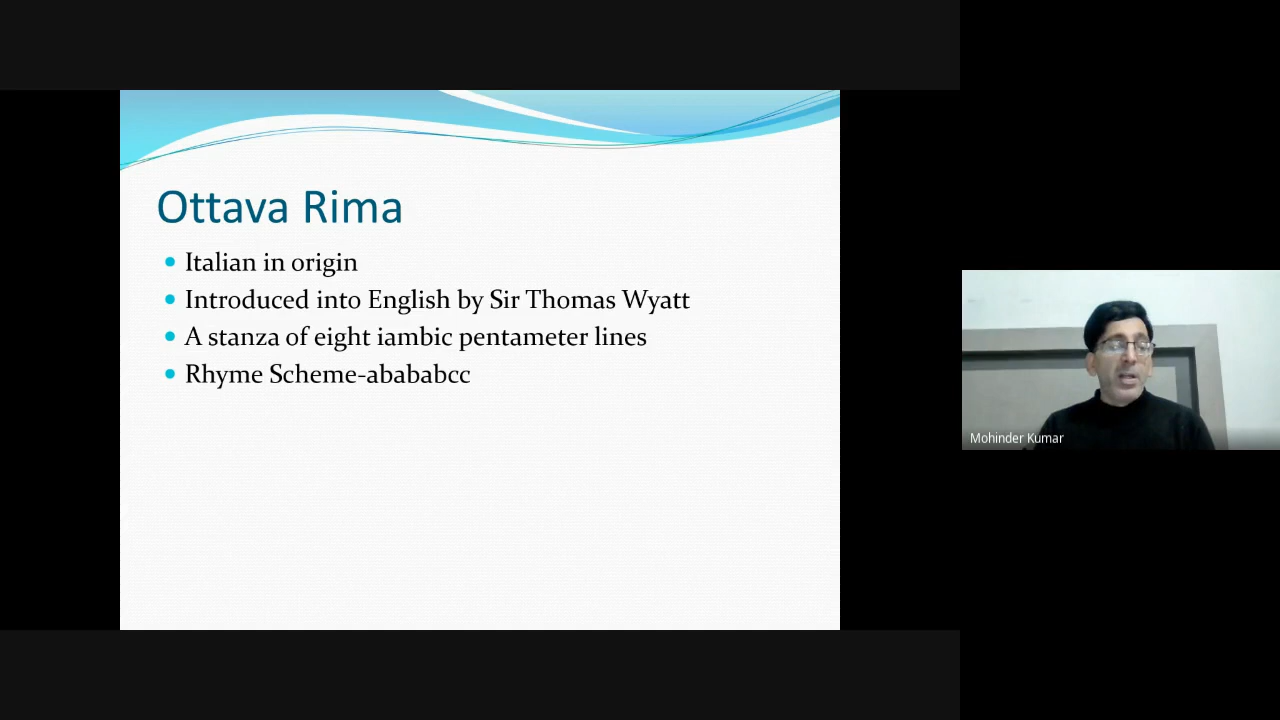 Ottava Rima
Italian in origin
Introduced into English by Sir Thomas Wyatt
A stanza of eight iambic pentameter lines
Rhyme Scheme-abababcc
Mohinder Kumar